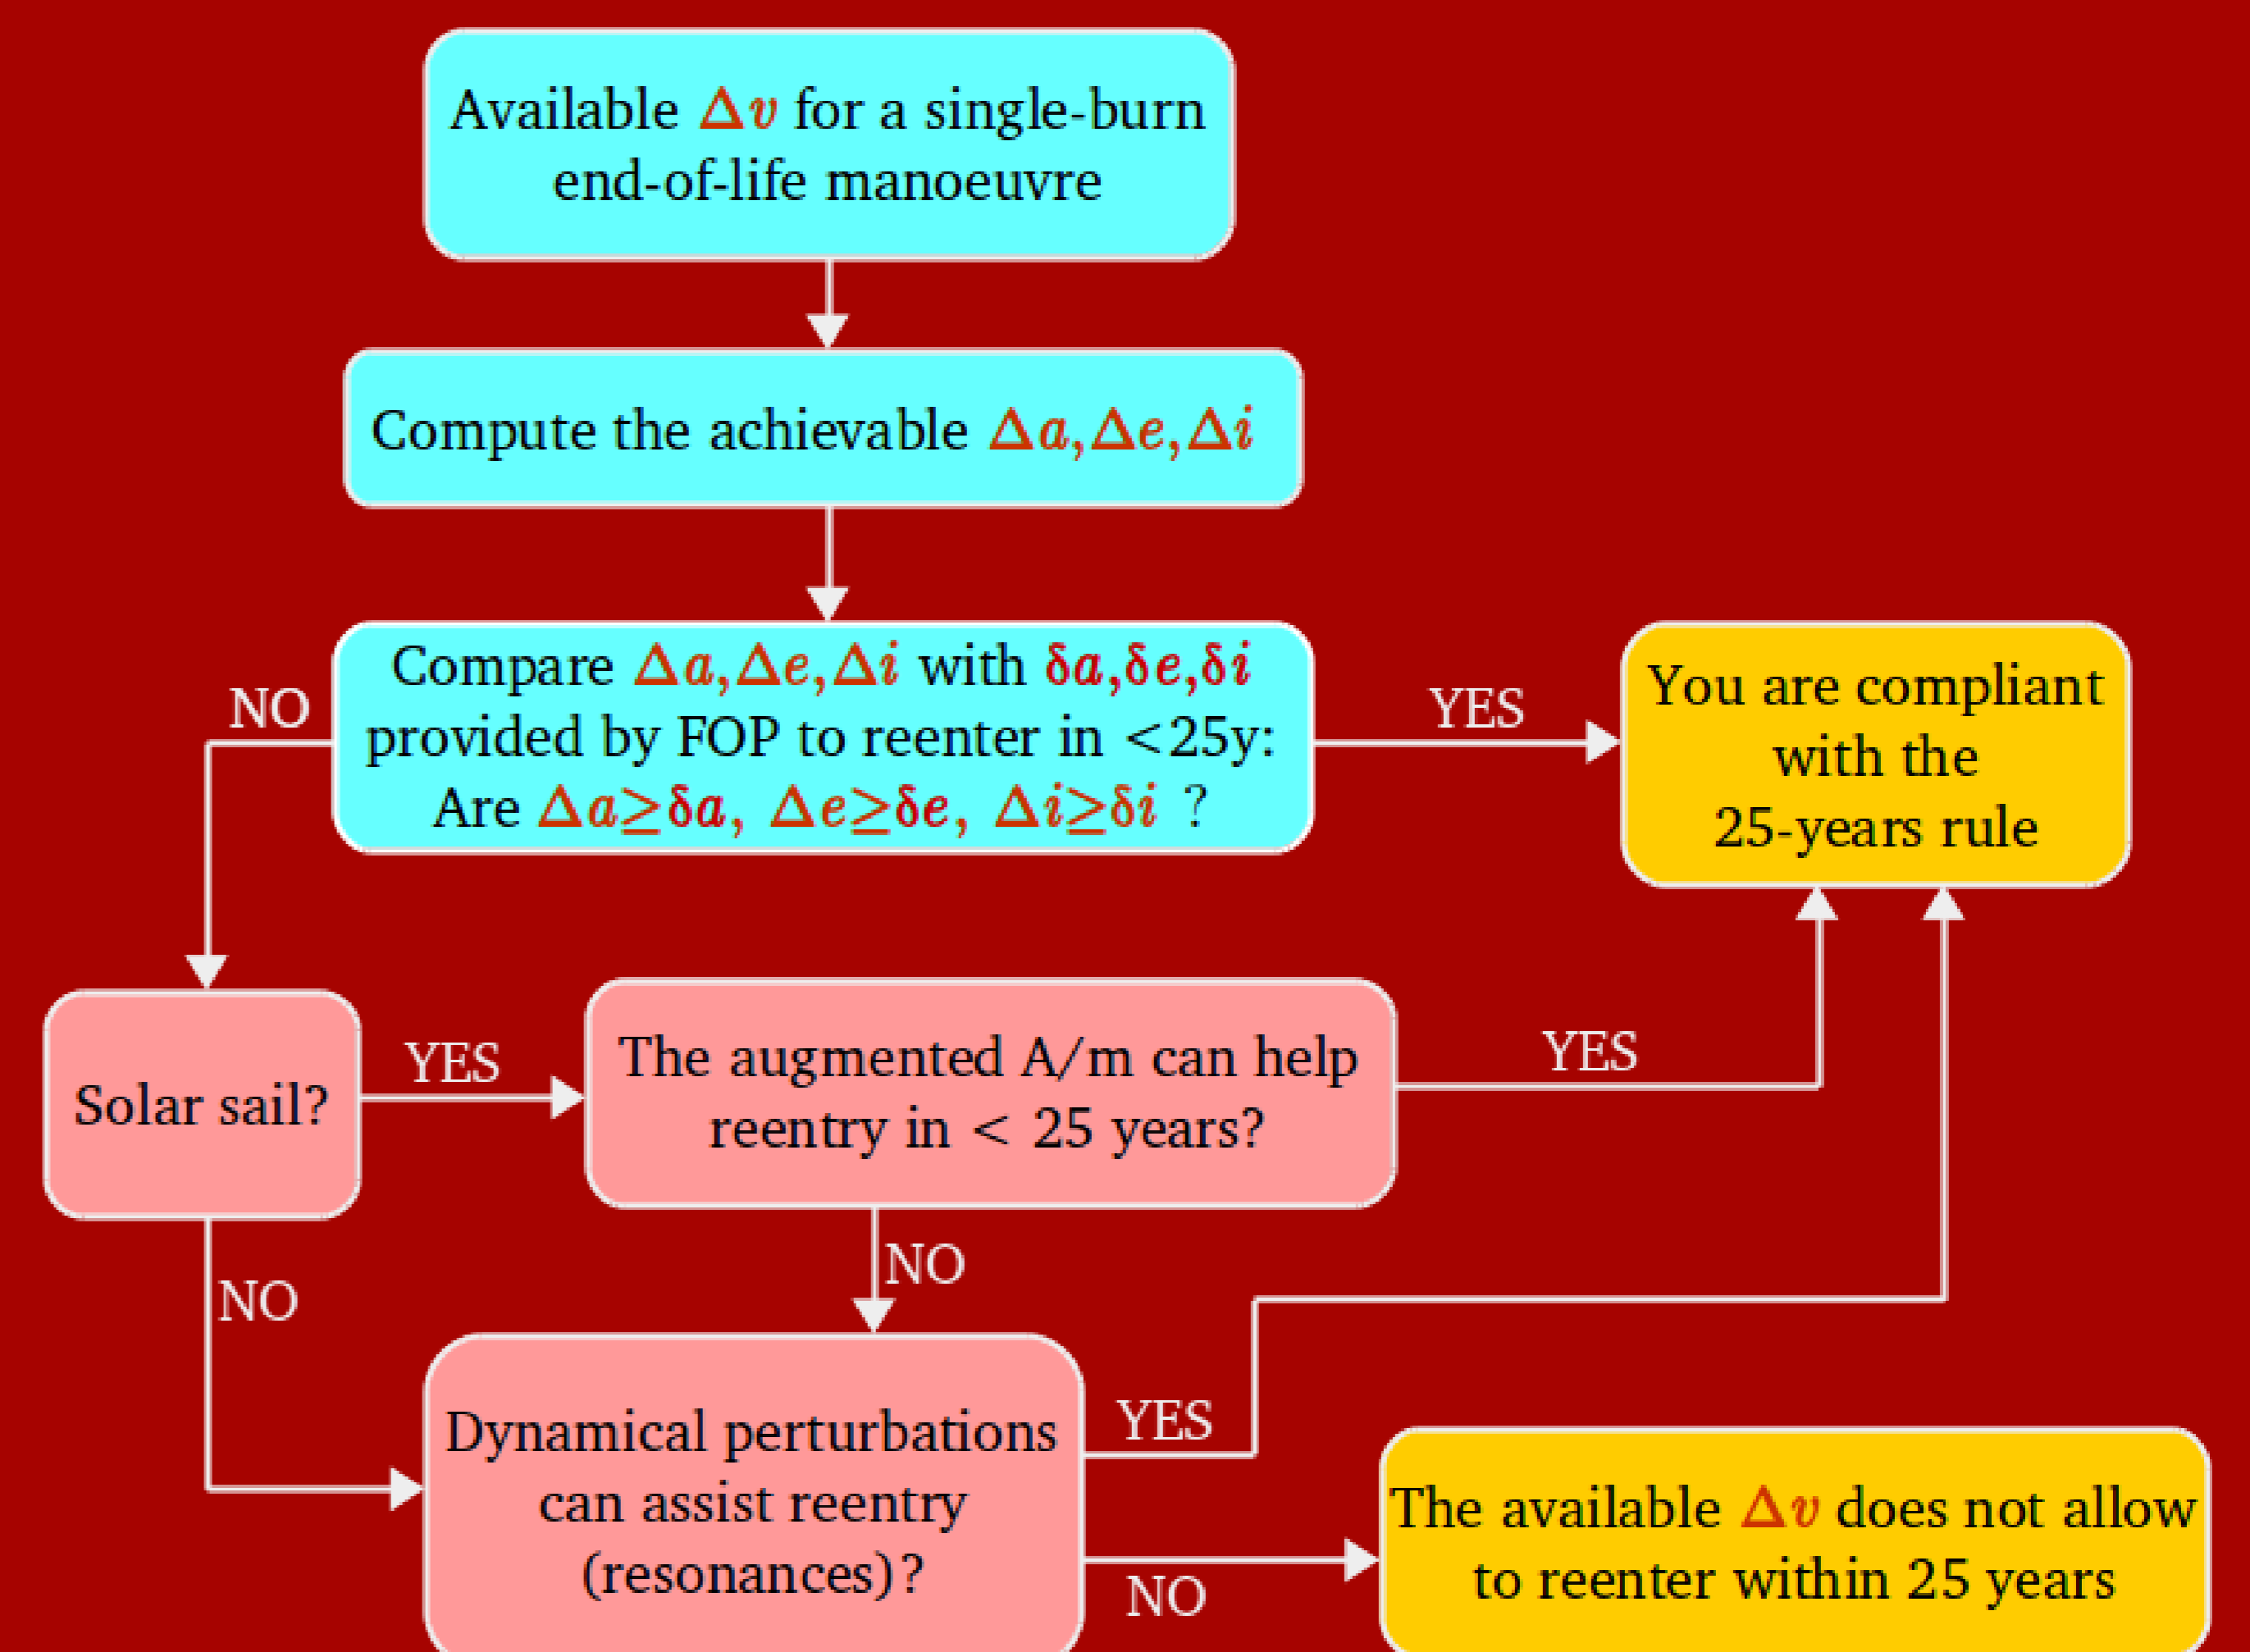 Available Δv for a single-burn
end-of-life manoeuvre
Compute the achievable Δa,Δe,Δi
Compare Δa,Δe,Δi with δa,δe,δi
provided by FOP to reenter in <25y:
Are Δa≥δa, Δe≥δe, Δi≥δi ?
NO
YES
You are compliant
with the
25-years rule
Solar sail?
YES
The augmented A/m can help
reentry in < 25 years?
YES
NO
NO
Dynamical perturbations
can assist reentry
(resonances)?
YES
NO
The available Δv does not allow
to reenter within 25 years